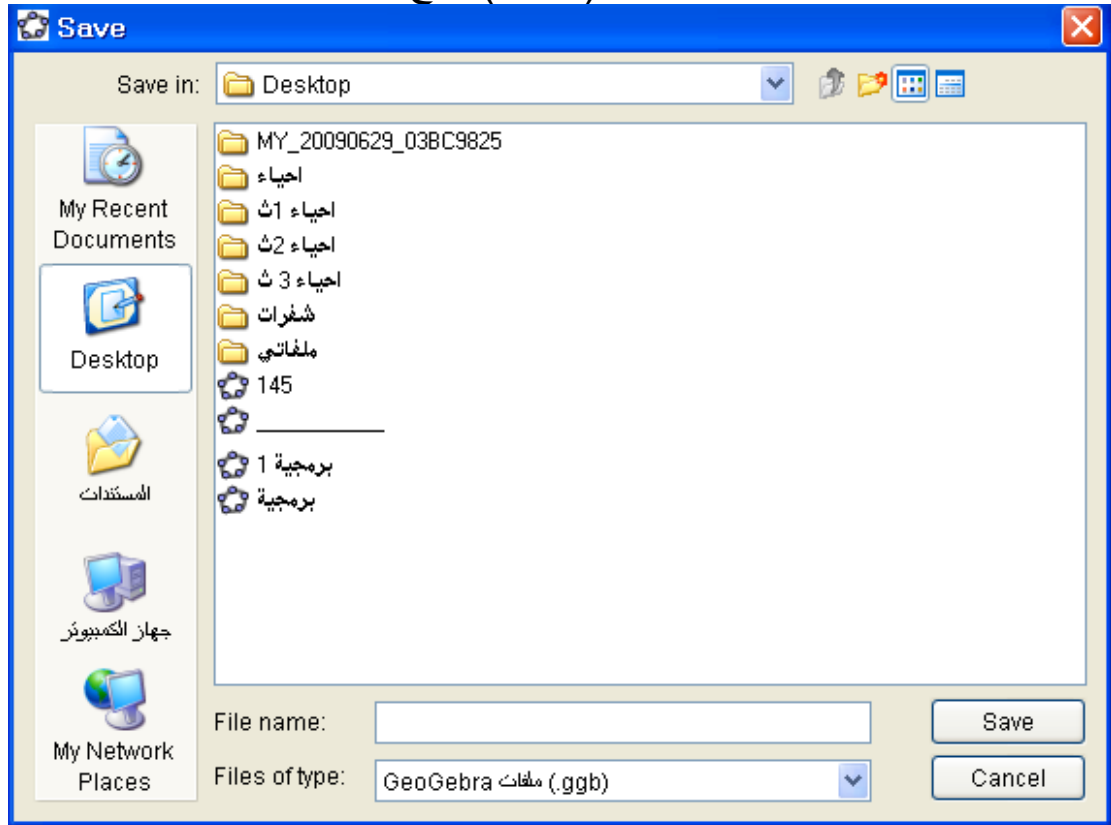 Save
Save in:
Desktop
My Recent
Documents
Desktop
المستندات
جهاز الكمبيوتر
My Network
Places
MY_20090629_03BC9825
احياء
احياء 1ث
احياء 2ث
احياء 3 ث
شفرات
ملفاتي
145
___________
برمجية 1
برمجية
File name:
Save
Files of type:
GeoGebra ملفات (.ggb)
Cancel